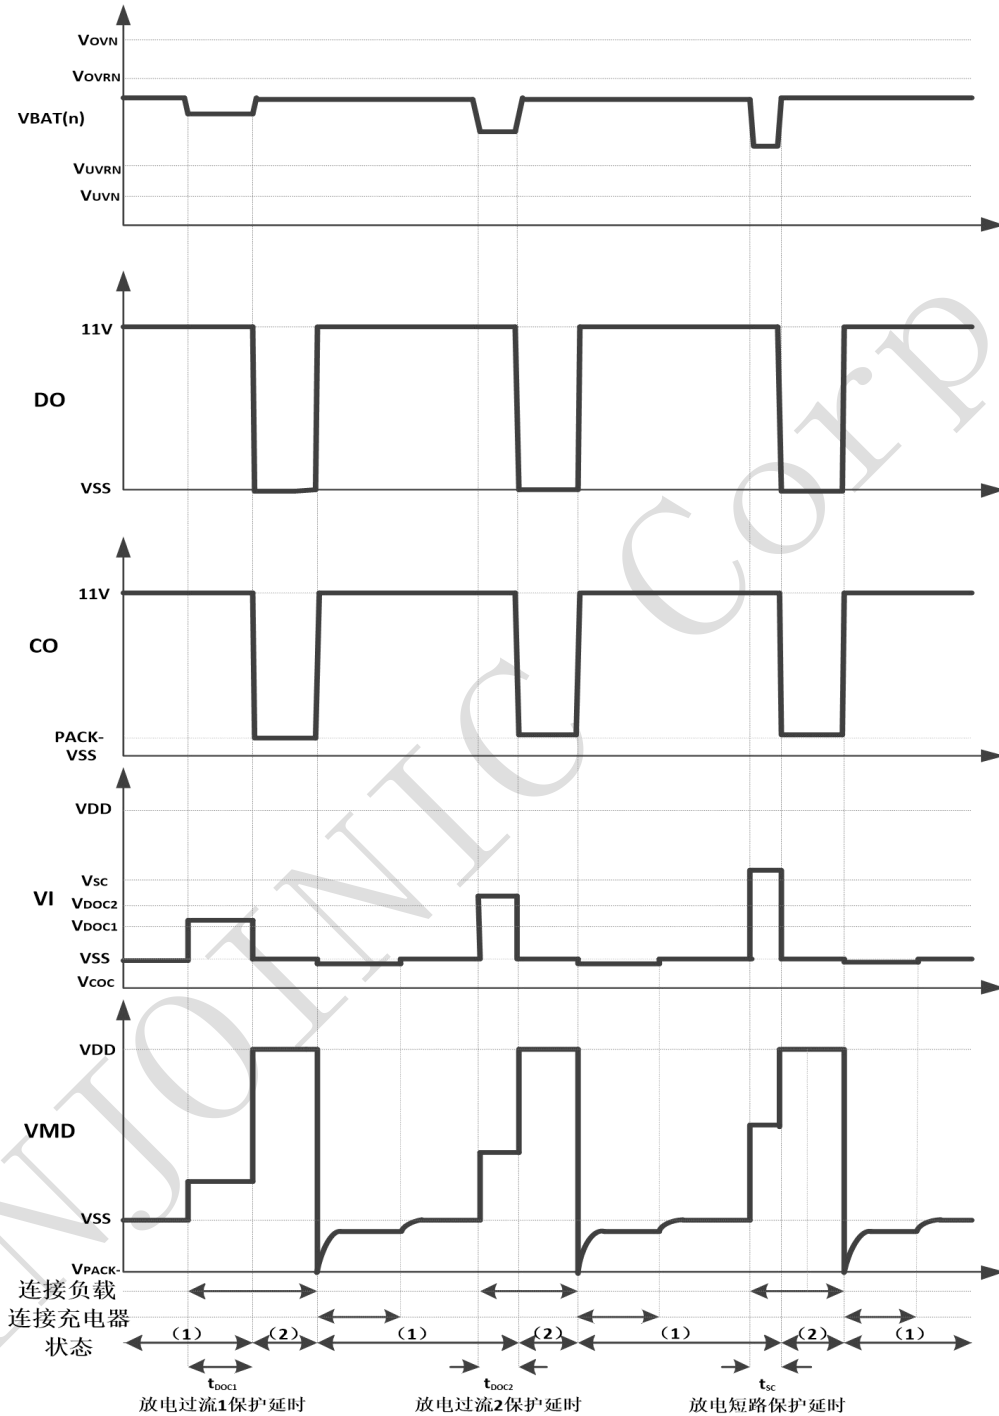 VOVN
VOVRN
VBAT(n)
VUVRN
VUVN
11V
DO
VSS
11V
CO
PACK-
VSS
VDD
VSC
VI
VDOC2
VDOC1
VSS
VCOC
VDD
VMD
VSS
VPACK-
连接负载
连接充电器
状态
（1） （2） （1） （2） （1） （2） （1）
tDOC1 tDOC2 tSC
放电过流1保护延时 放电过流2保护延时 放电短路保护延时
NJOINIC Corp